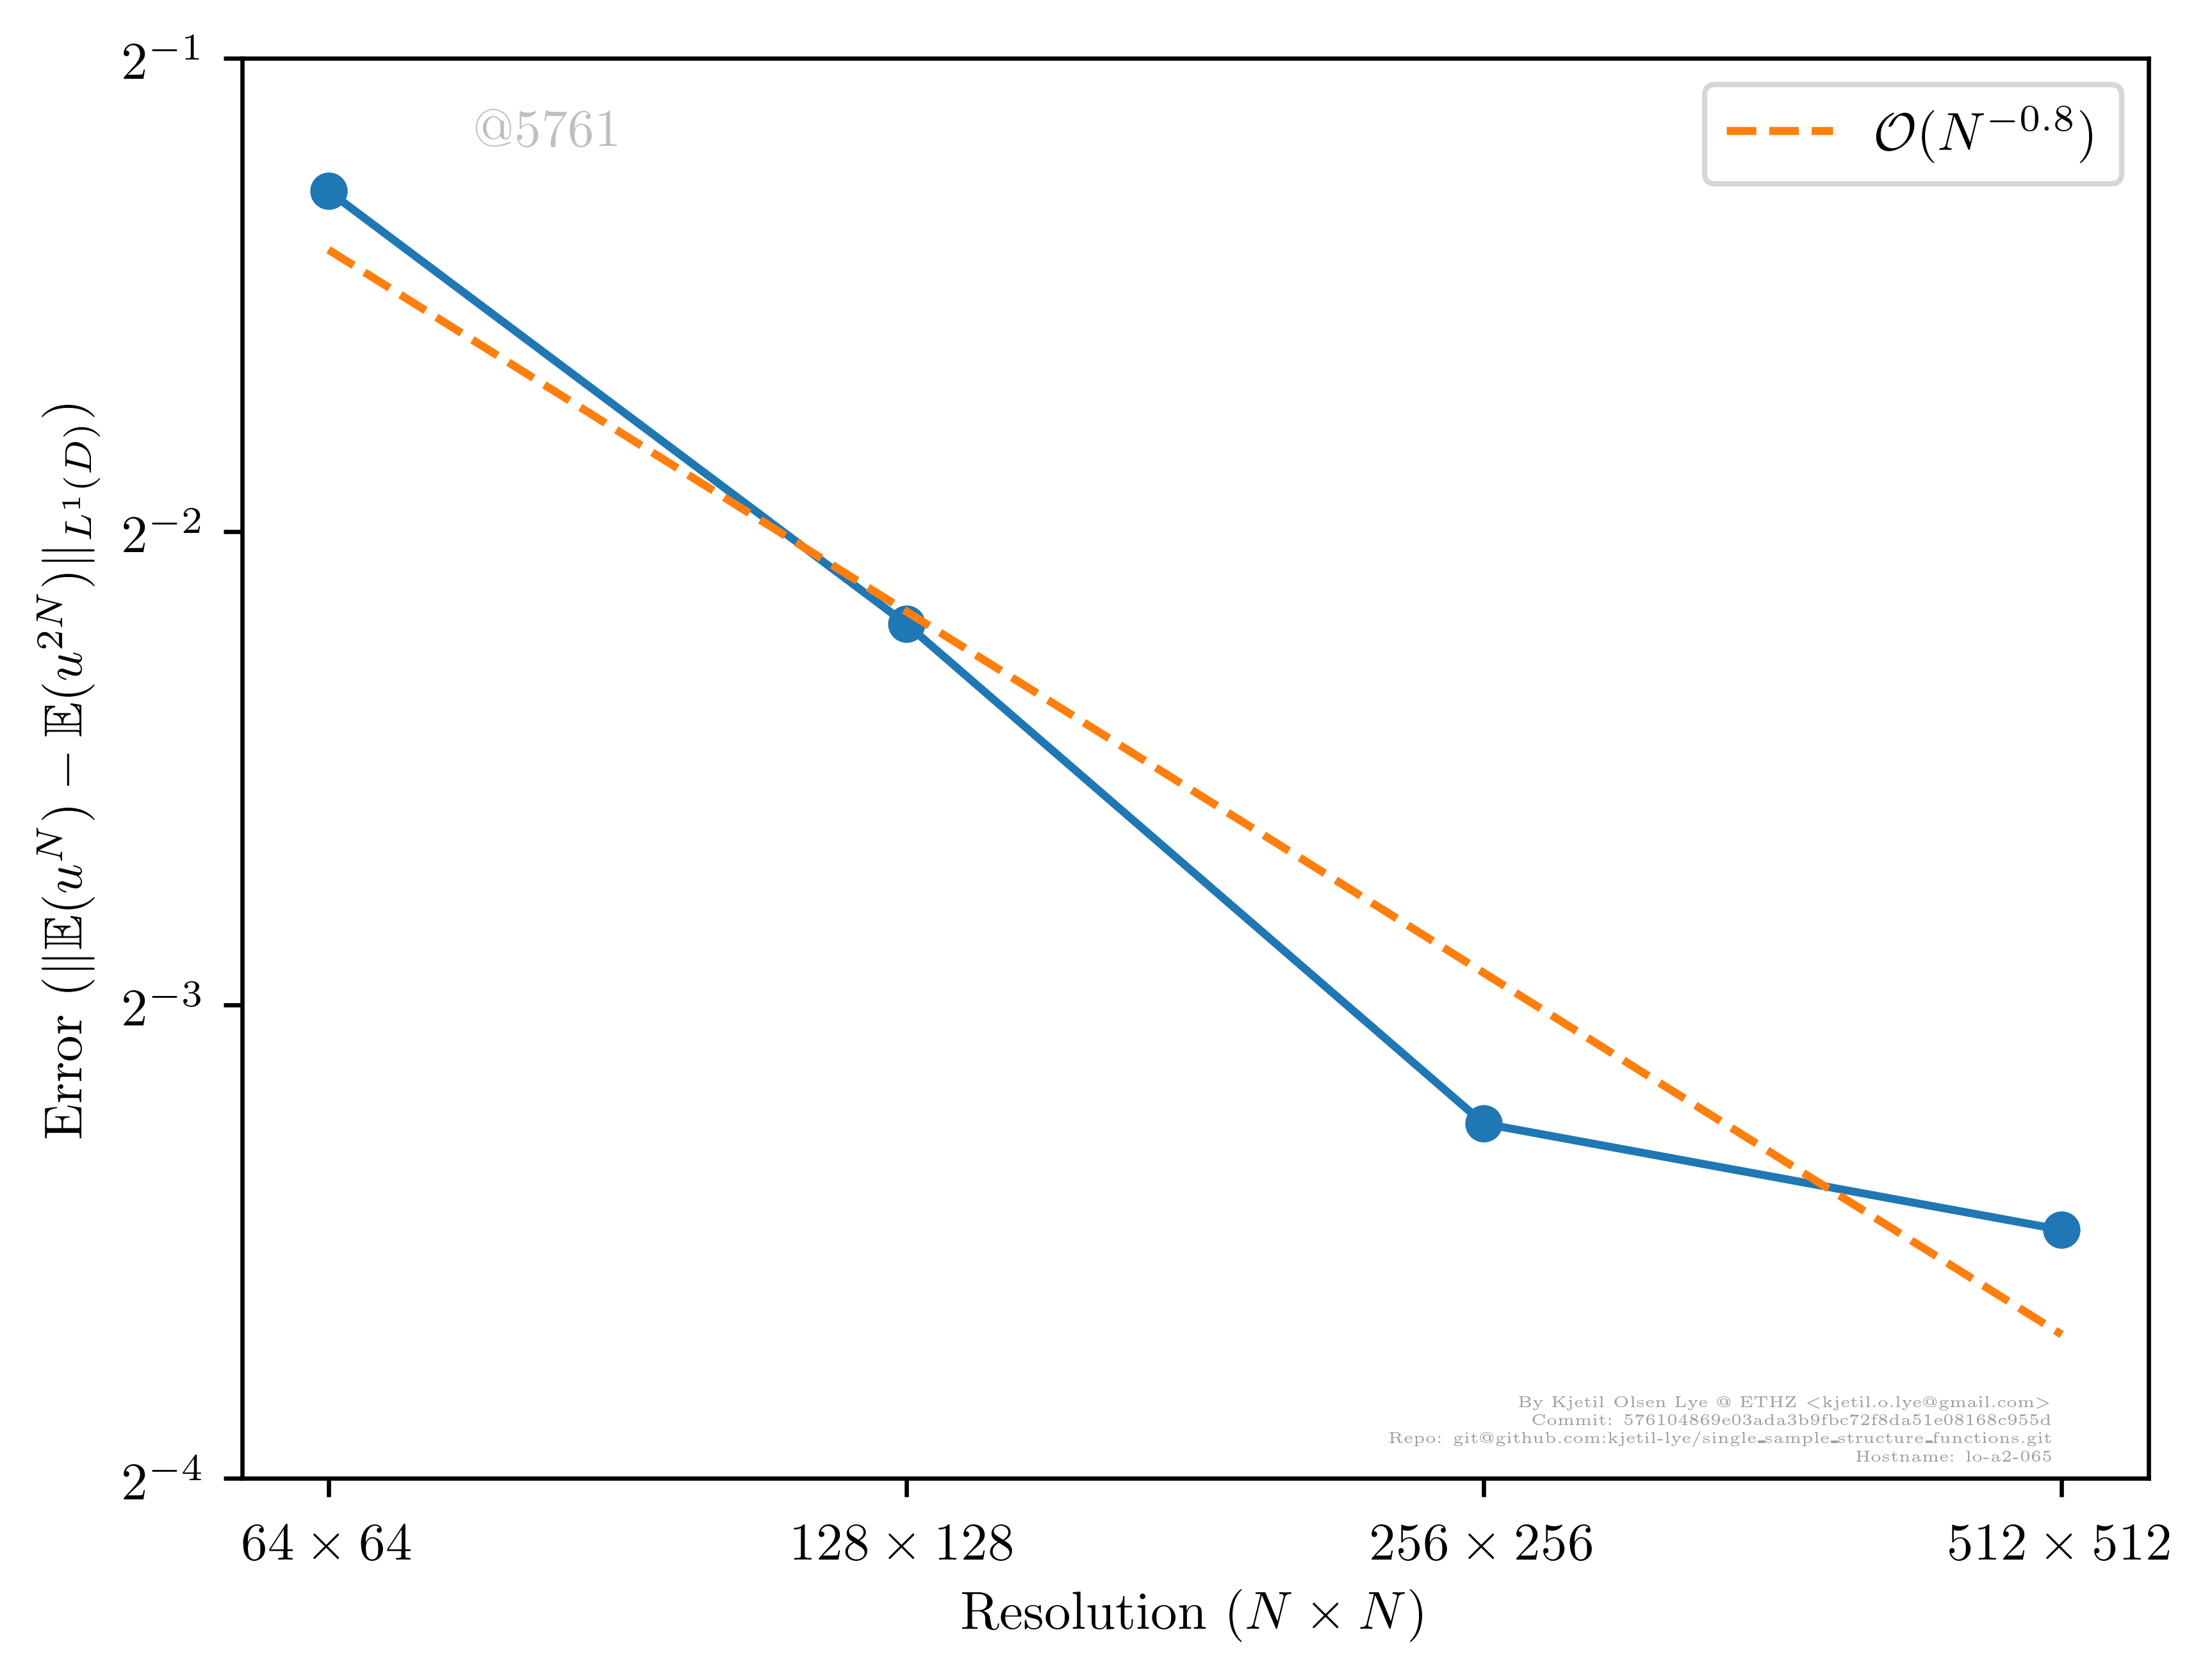 2^{-1}
@5761
O(N^{-0.8})
2^{-2}
2^{-3}
2^{-4}
Error (||𝔼(u^N) − 𝔼(u^{2N})||_{L^1(D)})
By Kjetil Olsen Lye @ ETHZ <kjetil.o.lye@gmail.com>
Commit: 576104869e03ada3b9fbc72f8da51e08168c955d
Repo: git@github.com:kjetil-lye/single_sample_structure_functions.git
Hostname: lo-a2-065
64 × 64
128 × 128
256 × 256
512 × 512
Resolution (N × N)